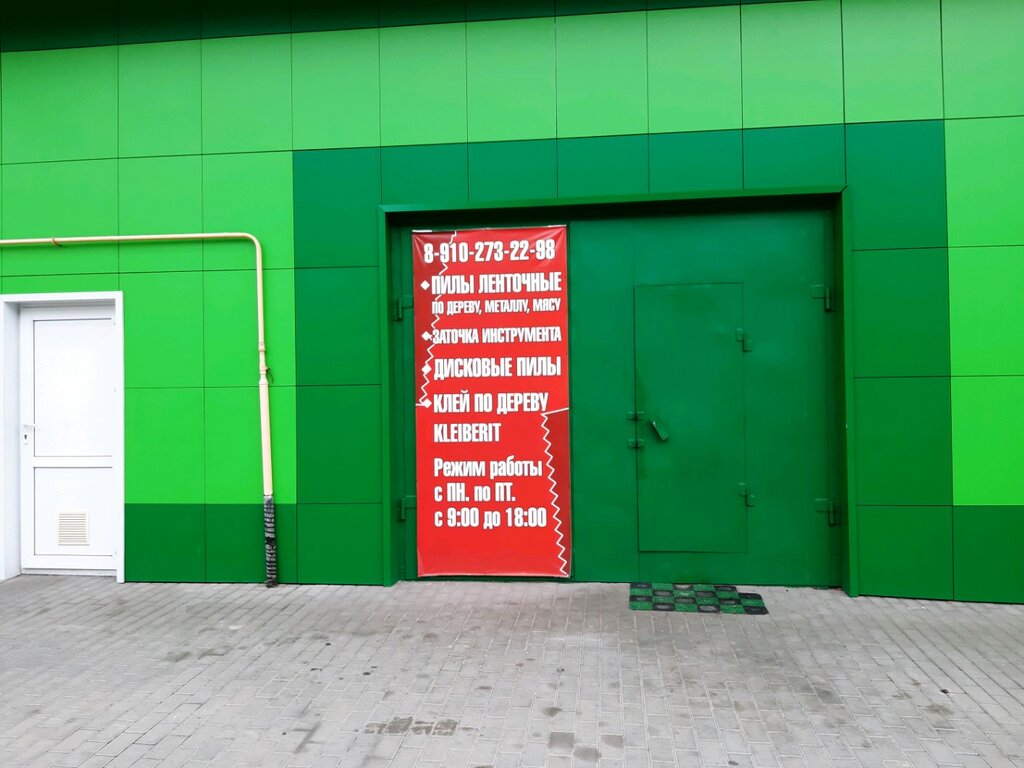 8-910-273-22-98
ПИЛЫ ЛЕНТОЧНЫЕ
ПО ДЕРЕВУ, МЕТАЛЛУ, МЯСУ
ЗАТОЧКА ИНСТРУМЕНТА
ДИСКОВЫЕ ПИЛЫ
КЛЕЙ ПО ДЕРЕВУ
KLEIBERIT
Режим работы
с ПН. по ПТ.
с 9:00 до 18:00